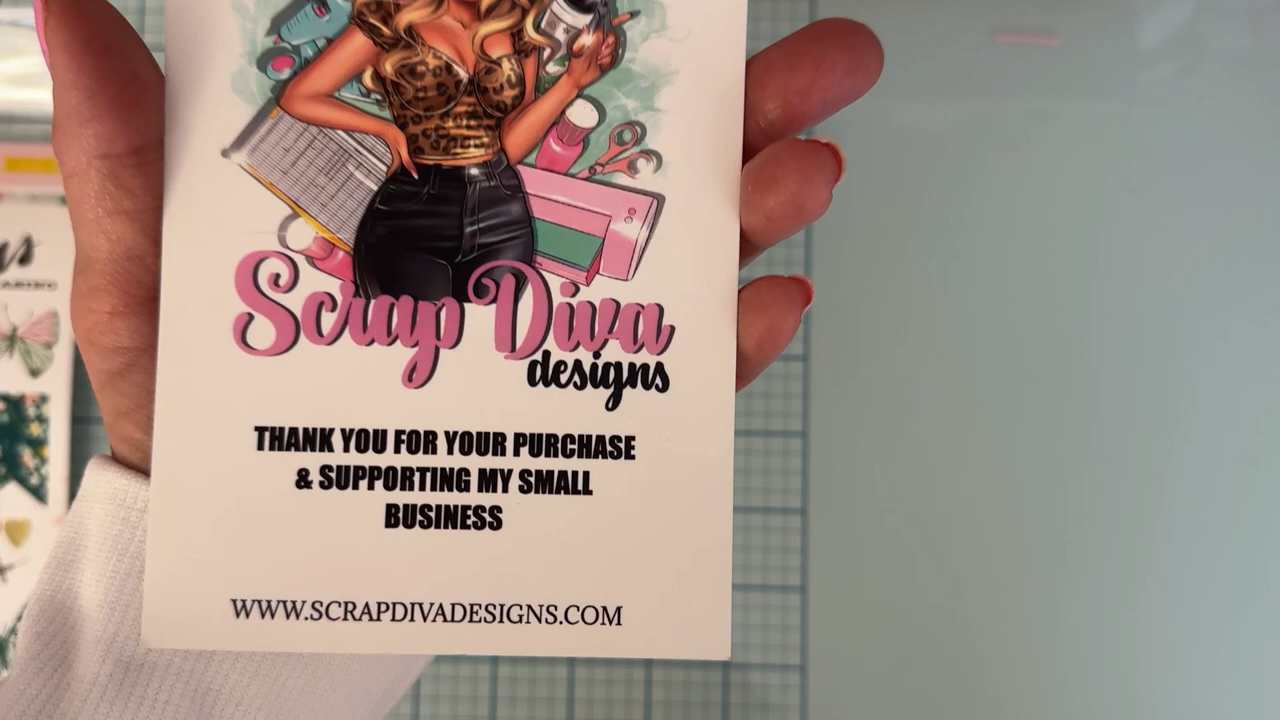 Scrap Diva
designs
THANK YOU FOR YOUR PURCHASE
& SUPPORTING MY SMALL
BUSINESS
WWW.SCRAPDIVADESIGNS.COM